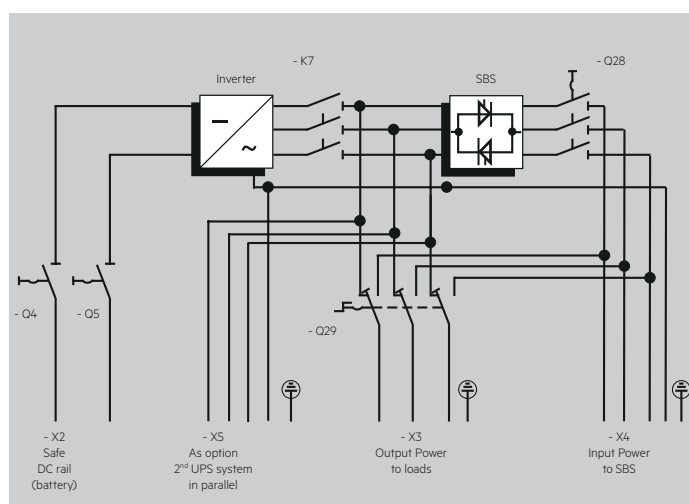 - K7
- Q28
Inverter
SBS
- Q4
- Q5
- Q29
- X2
Safe
DC rail
(battery)
- X5
As option
2nd UPS system
in parallel
- X3
Output Power
to loads
- X4
Input Power
to SBS